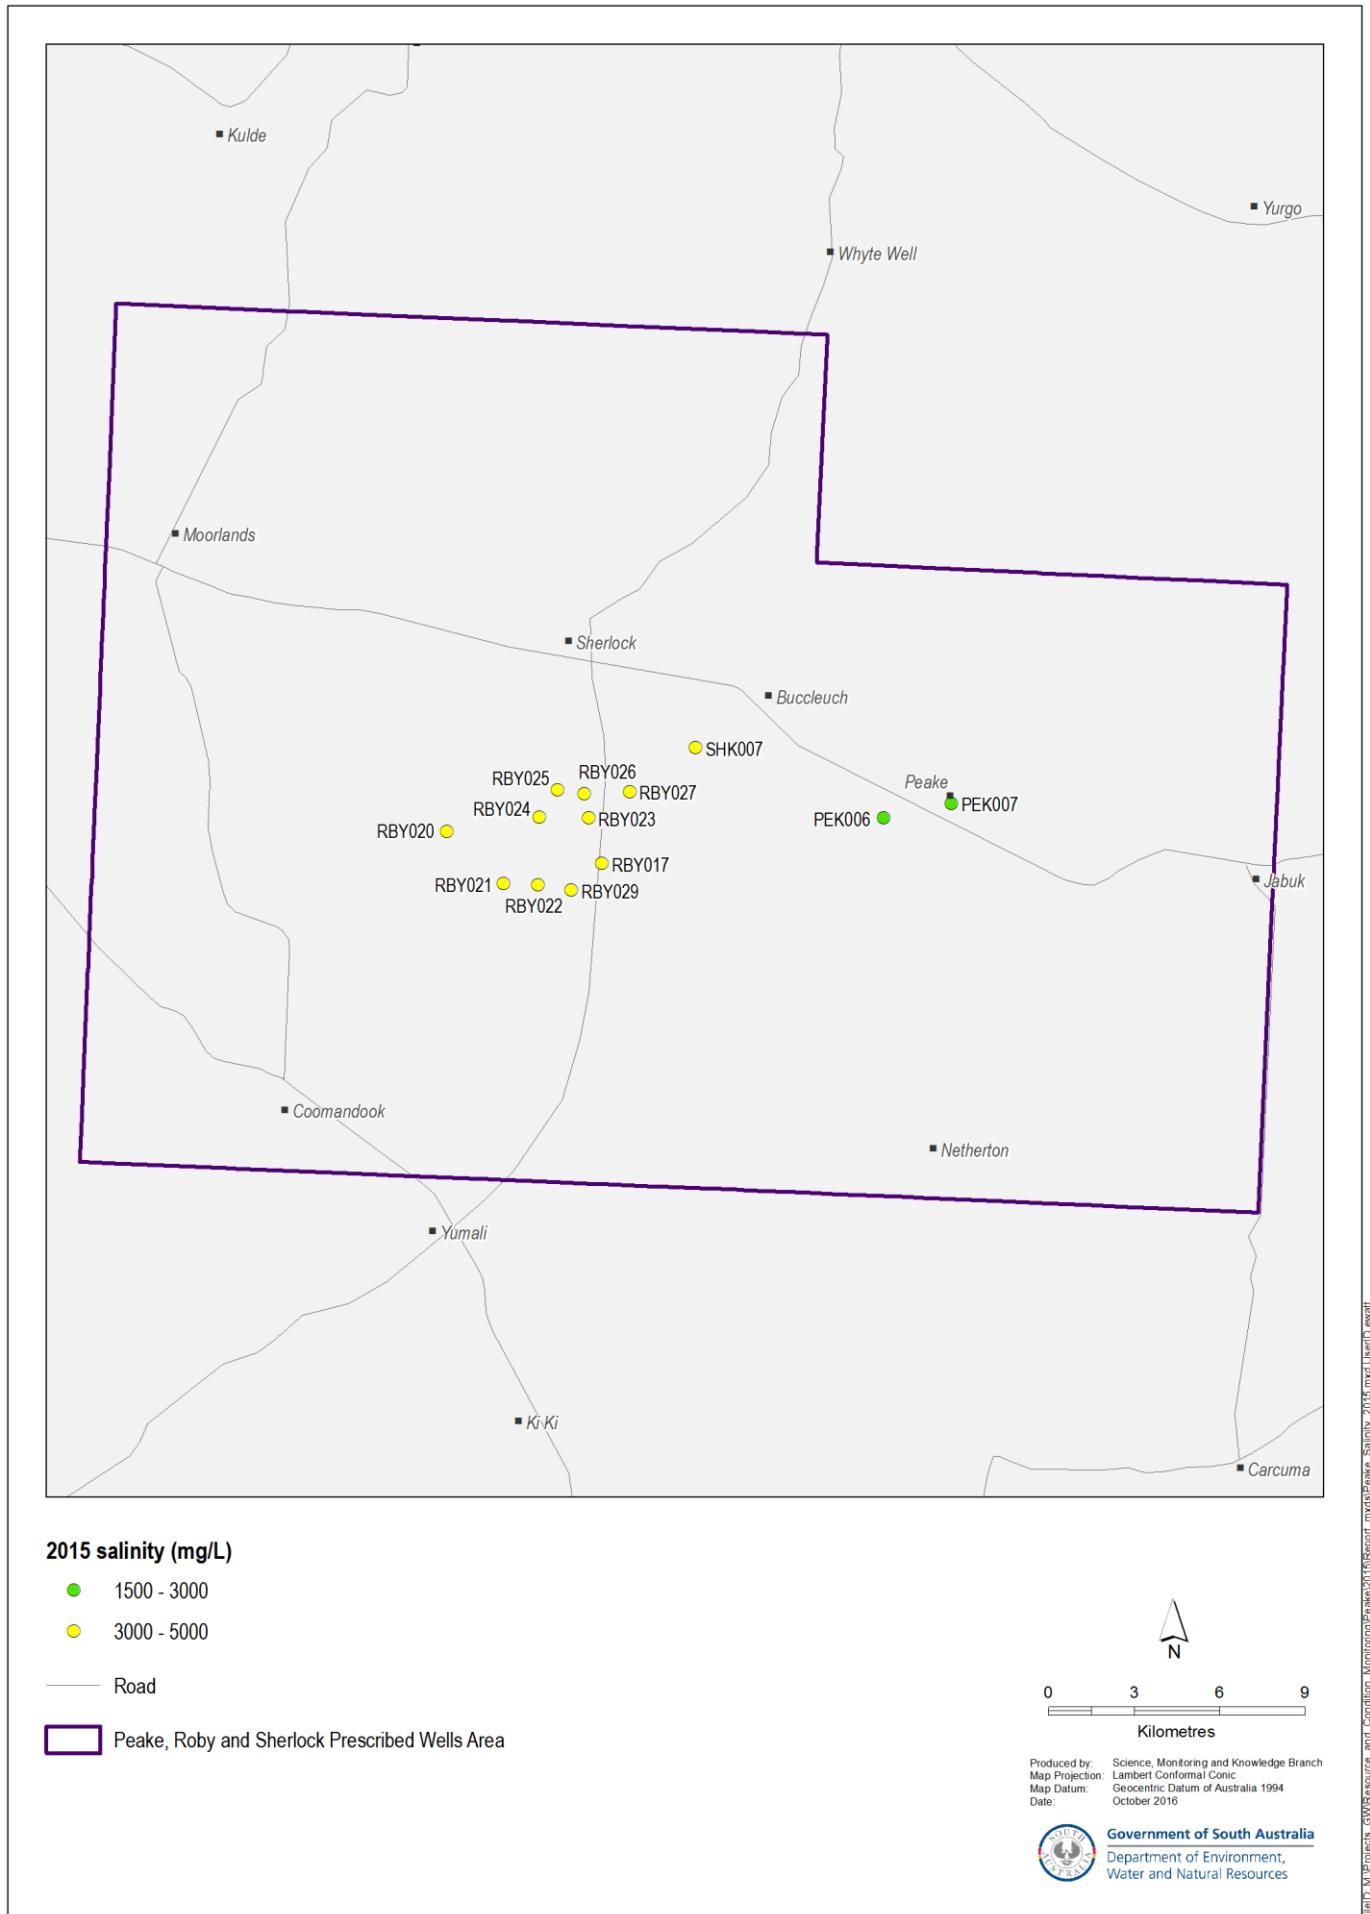 Kulde
Yurgo
Whyte Well
Moorlands
Sherlock
Buccleuch
SHK007
RBY025
RBY026
RBY027
Peake
PEK007
RBY024
RBY023
PEK006
RBY020
RBY017
RBY021
RBY029
RBY022
Jabuk
Coomandook
Netherton
Yumali
Ki Ki
Carcuma
2015 salinity (mg/L)
1500 - 3000
3000 - 5000
Road
Peake, Roby and Sherlock Prescribed Wells Area
N
0 3 6 9
Kilometres
Produced by: Science, Monitoring and Knowledge Branch
Map Projection: Lambert Conformal Conic
Map Datum: Geocentric Datum of Australia 1994
Date: October 2016
SOUTH AUSTRALIA
Government of South Australia
Department of Environment,
Water and Natural Resources